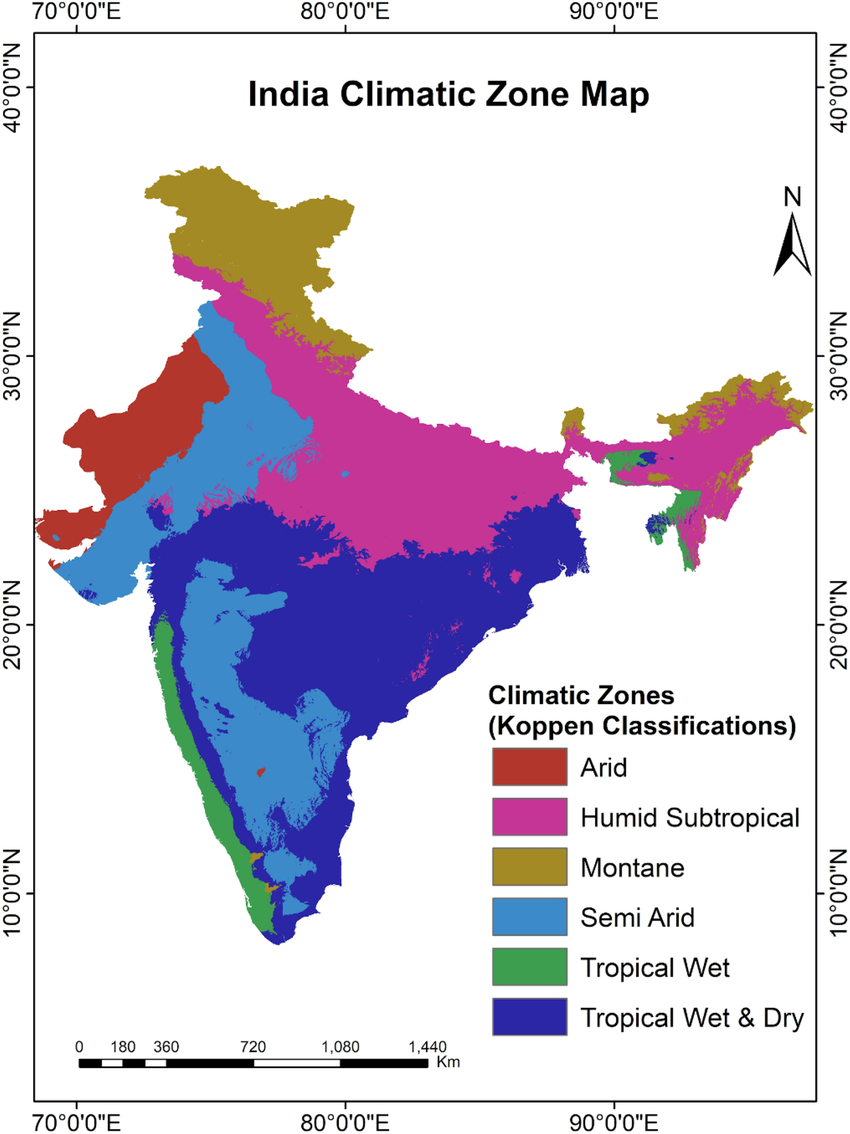 70°0'0"E 80°0'0"E 90°0'0"E
40°0'0"N 40°0'0"N
India Climatic Zone Map
N
30°0'0"N 30°0'0"N
20°0'0"N 20°0'0"N
Climatic Zones
(Koppen Classifications)
Arid
Humid Subtropical
Montane
10°0'0"N 10°0'0"N
Semi Arid
Tropical Wet
Tropical Wet & Dry
0 180 360 720 1,080 1,440
Km
70°0'0"E 80°0'0"E 90°0'0"E